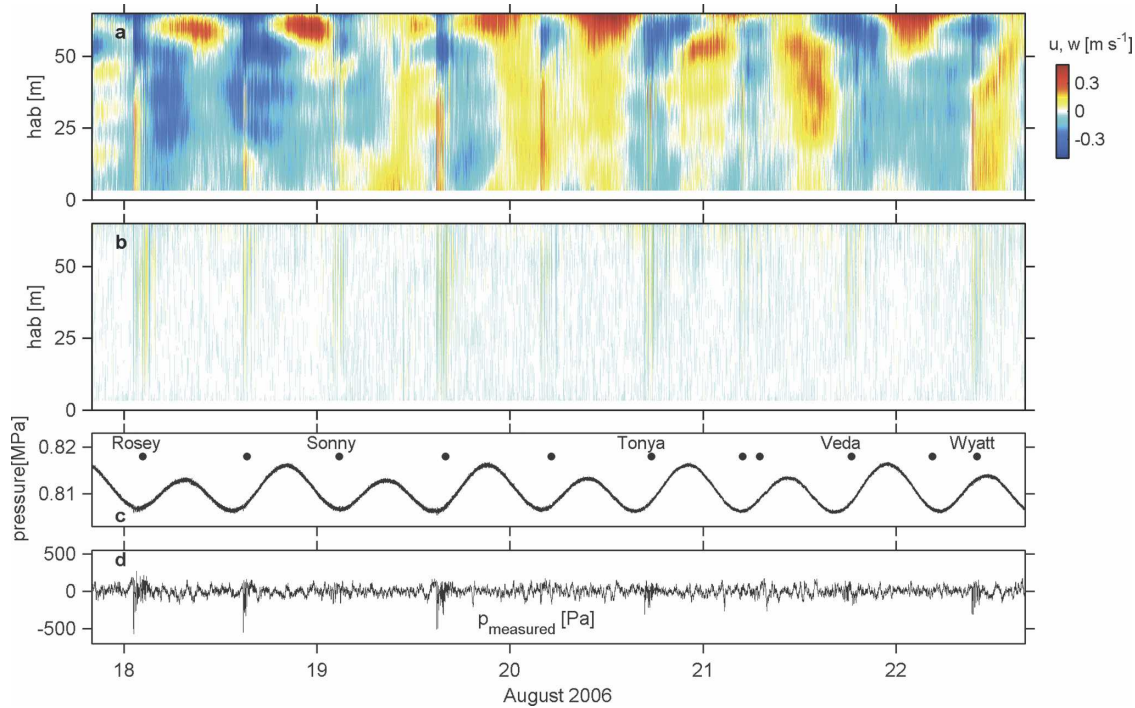 a
50
25
0
hab [m]
u, w [m s⁻¹]
0.3
0
-0.3
b
50
25
0
hab [m]
Rosey Sonny Tonya Veda Wyatt
0.82
0.81
pressure[MPa]
c
d
500
0
-500
p measured [Pa]
18 19 20 21 22
August 2006